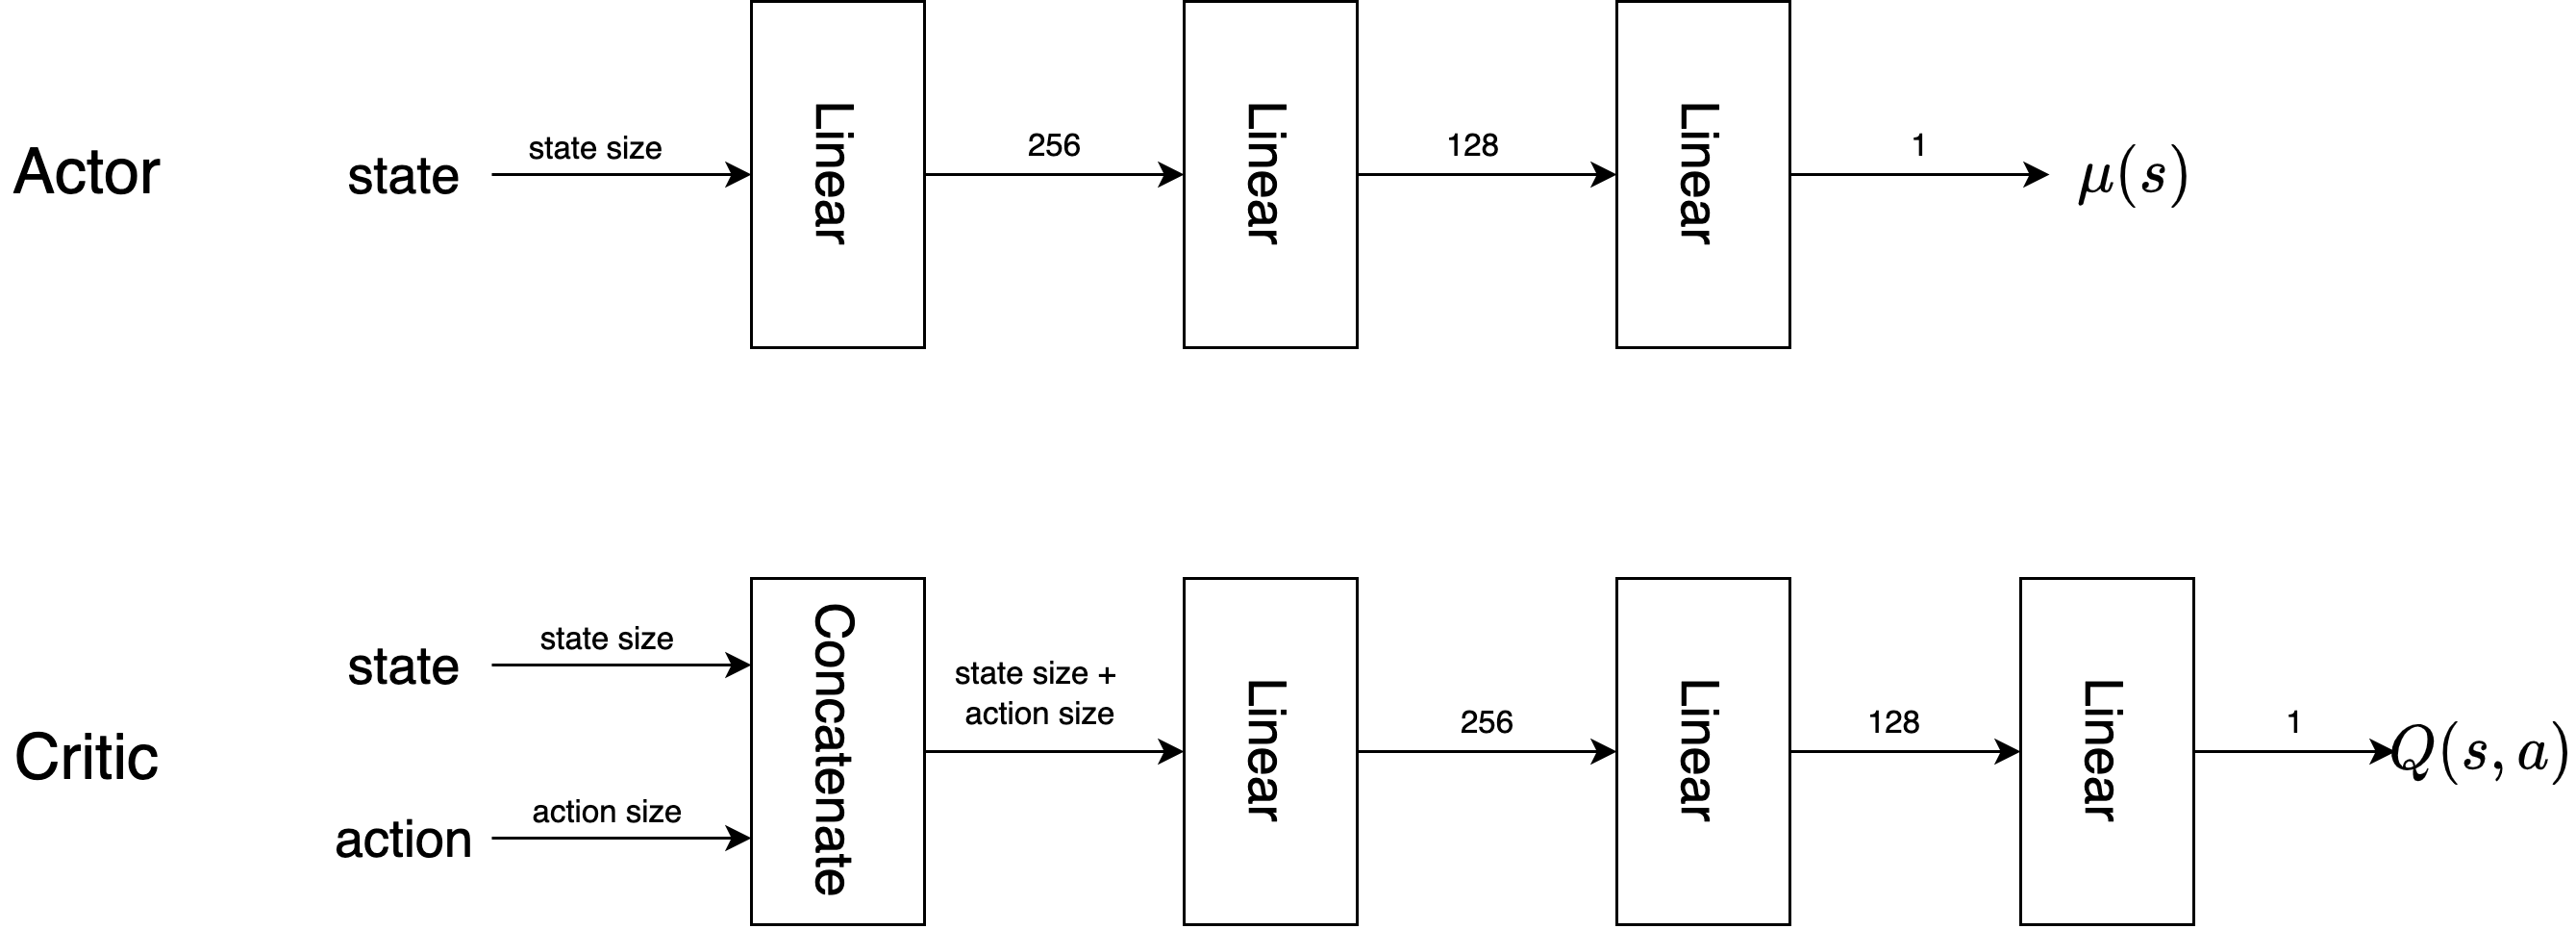 Actor
state
state size
Linear
256
Linear
128
Linear
1
μ(s)
Critic
state
state size
action
action size
Concatenate
state size +
action size
Linear
256
Linear
128
Linear
1
Q(s, a)